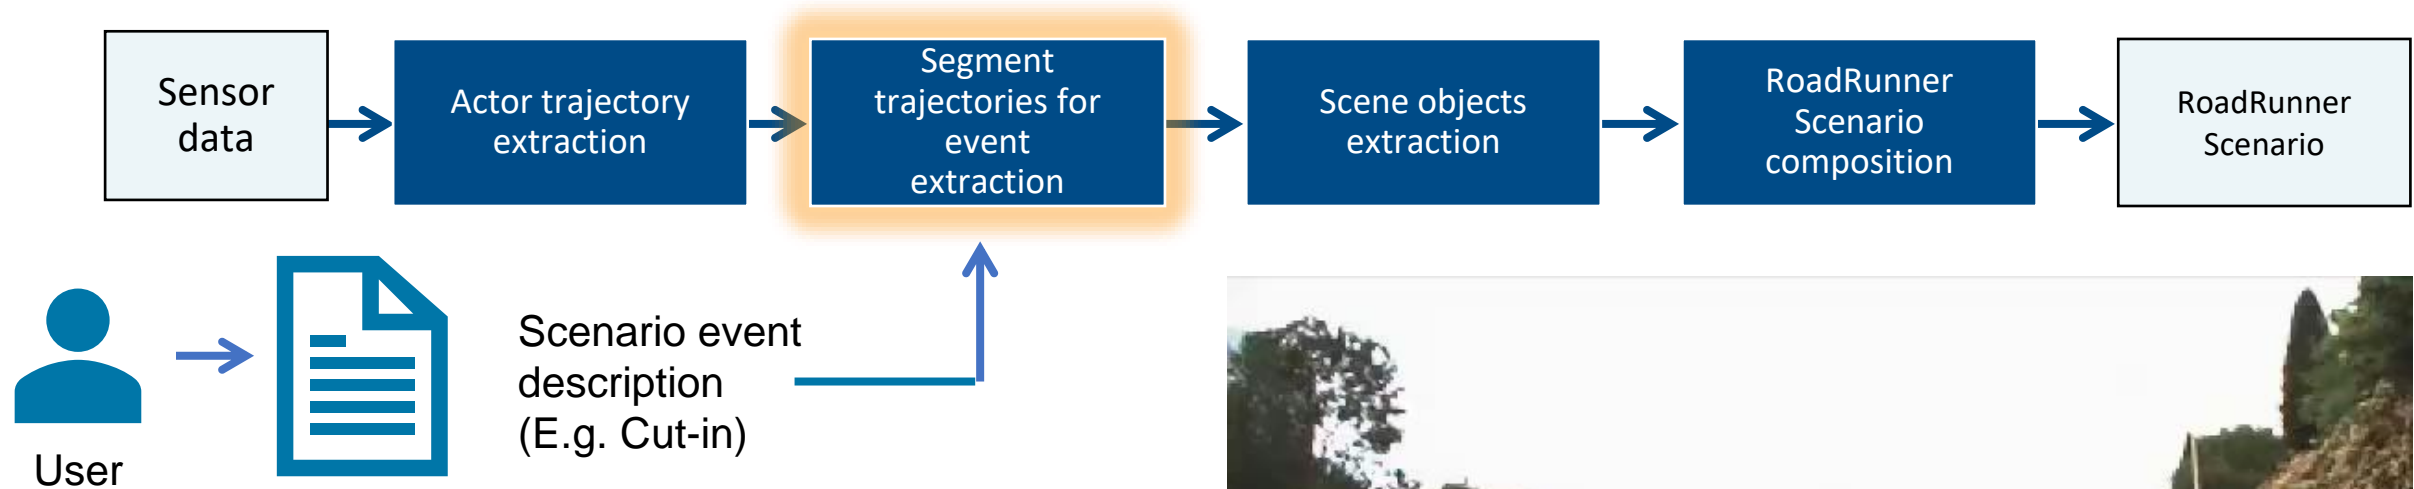 Sensor
data
Actor trajectory
extraction
Segment
trajectories for
event
extraction
Scene objects
extraction
RoadRunner
Scenario
composition
RoadRunner
Scenario
Scenario event
description
(E.g. Cut-in)
User